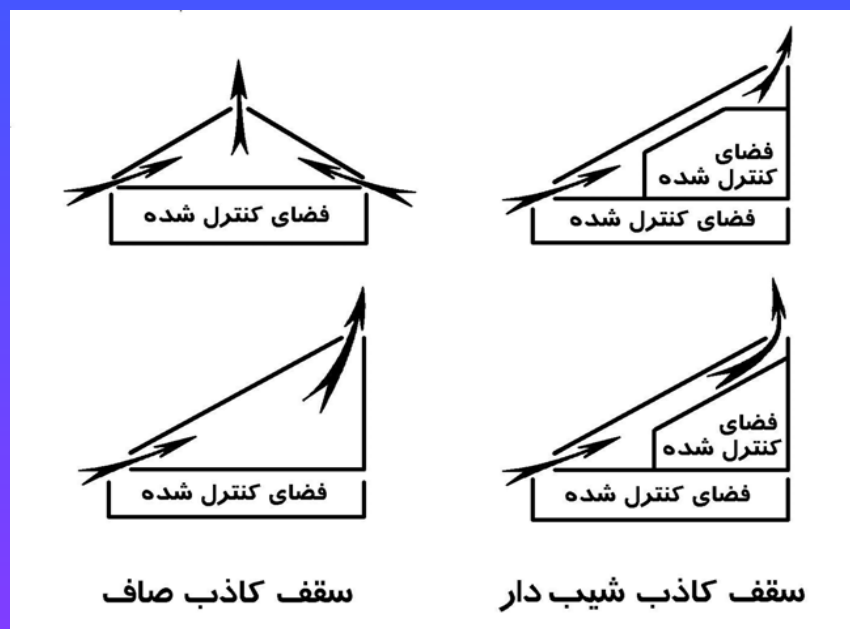 فضای کنترل شده
فضای
کنترل شده
فضای کنترل شده
فضای کنترل شده
فضای
کنترل شده
فضای کنترل شده
سقف کاذب صاف
سقف کاذب شیب دار